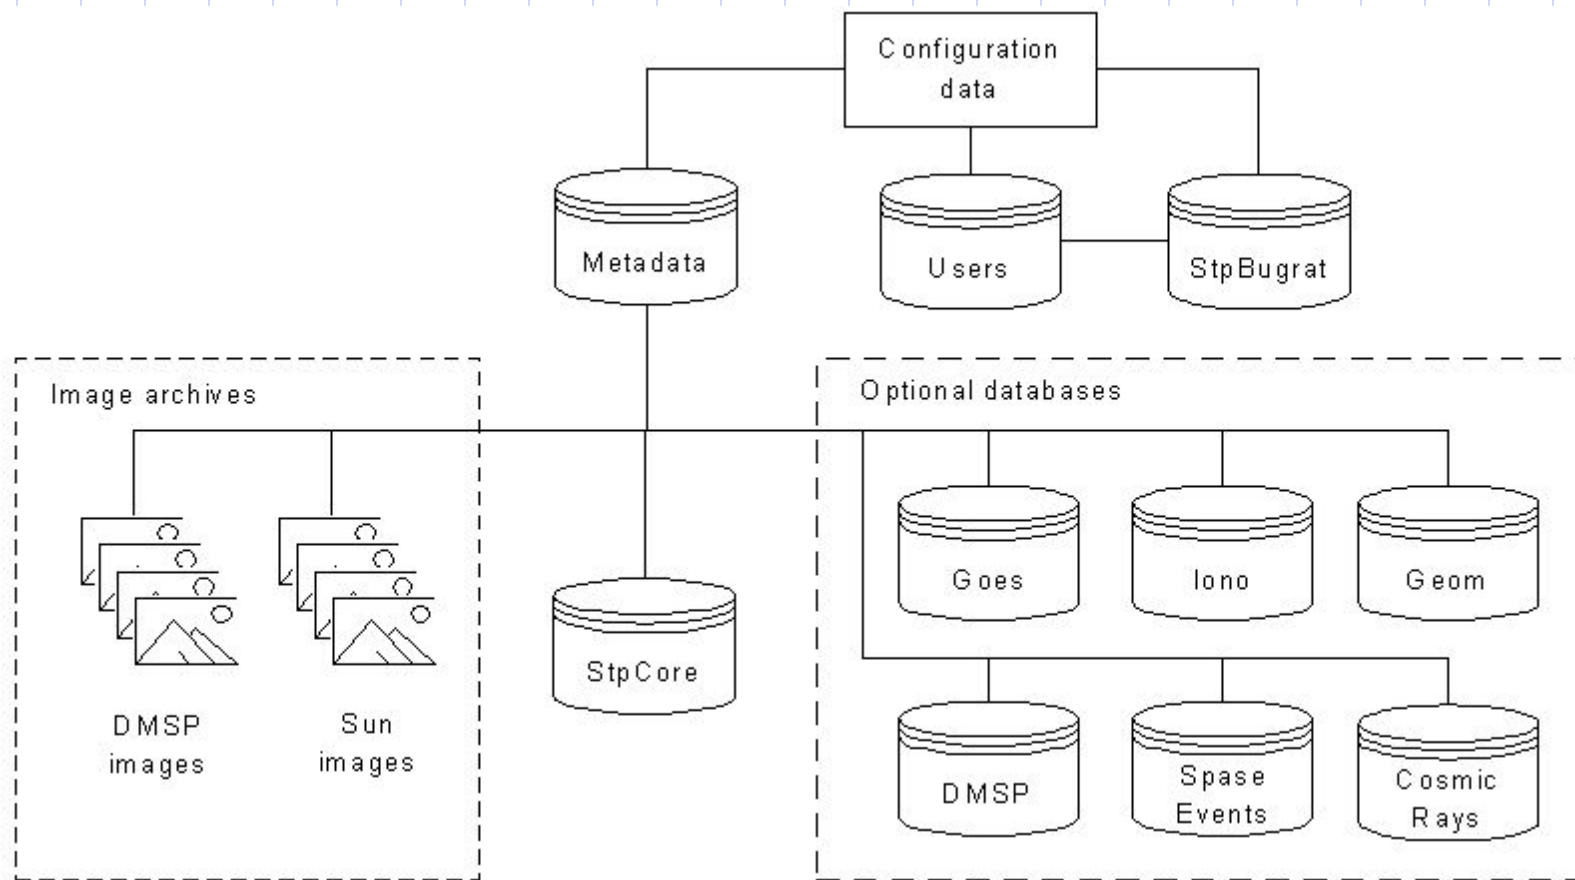 Configuration
data
Metadata
Users
StpBugrat
Image archives
Optional databases
Goes
Iono
Geom
StpCore
DMSP
images
Sun
images
DMSP
Spase
Events
Cosmic
Rays